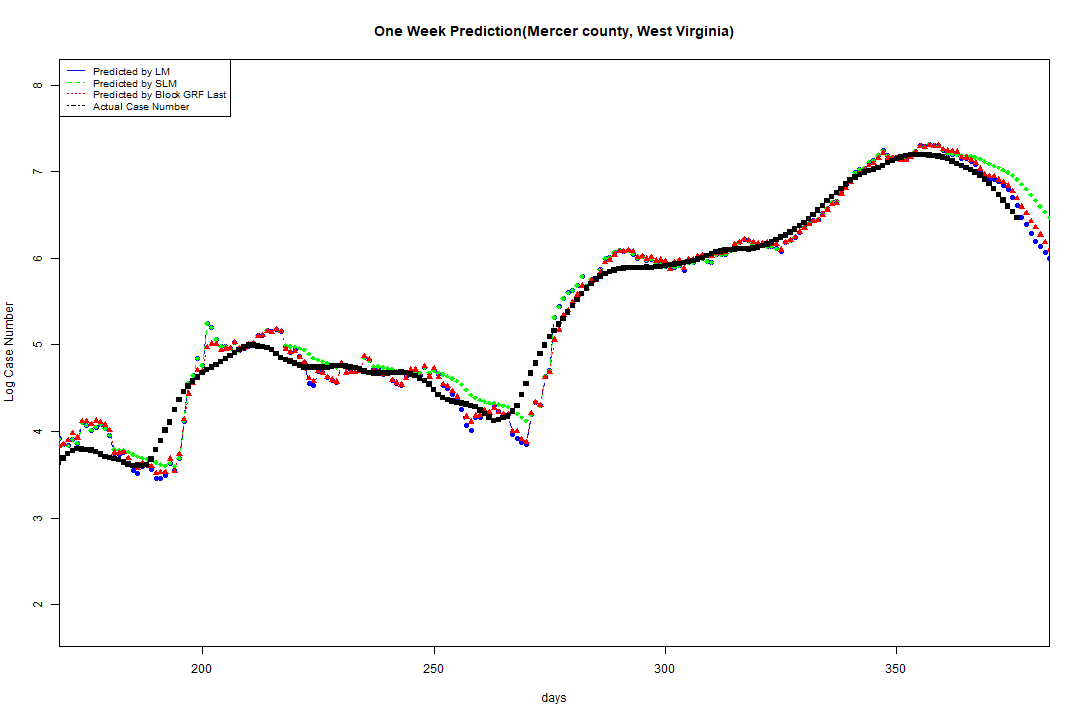 One Week Prediction(Mercer county, West Virginia)
Predicted by LM
Predicted by SLM
Predicted by Block GRF Last
Actual Case Number
Log Case Number
8
7
6
5
4
3
2
200
250
300
350
days